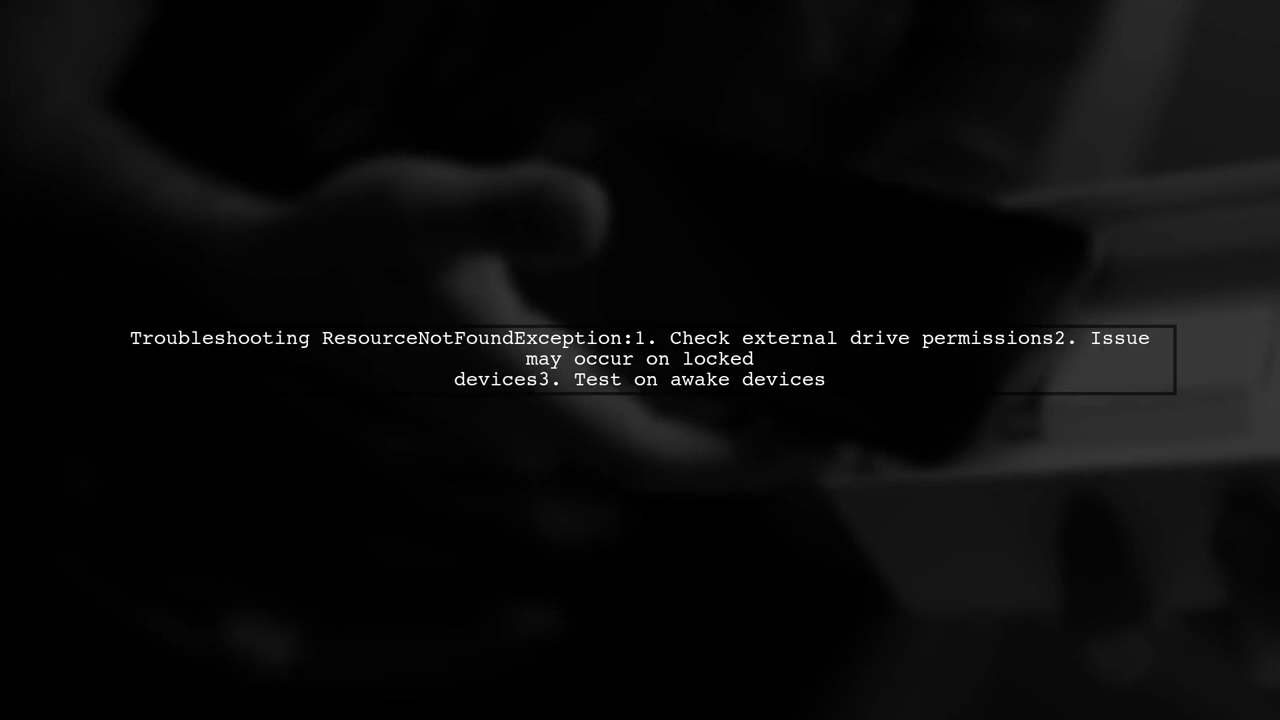 Troubleshooting ResourceNotFoundException:1. Check external drive permissions2. Issue
may occur on locked
devices3. Test on awake devices